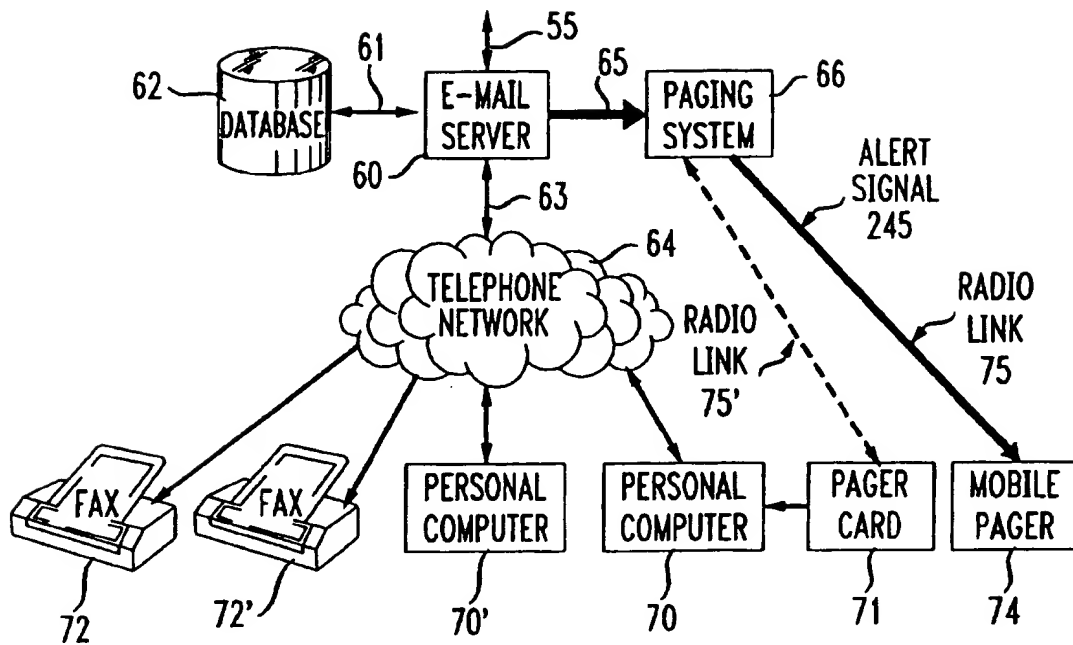 55
61
62
DATABASE
E-MAIL
SERVER
60
65
PAGING
SYSTEM
66
63
ALERT
SIGNAL
245
64
TELEPHONE
NETWORK
RADIO
LINK
75'
RADIO
LINK
75
FAX
72
FAX
72'
PERSONAL
COMPUTER
70'
PERSONAL
COMPUTER
70
PAGER
CARD
71
MOBILE
PAGER
74